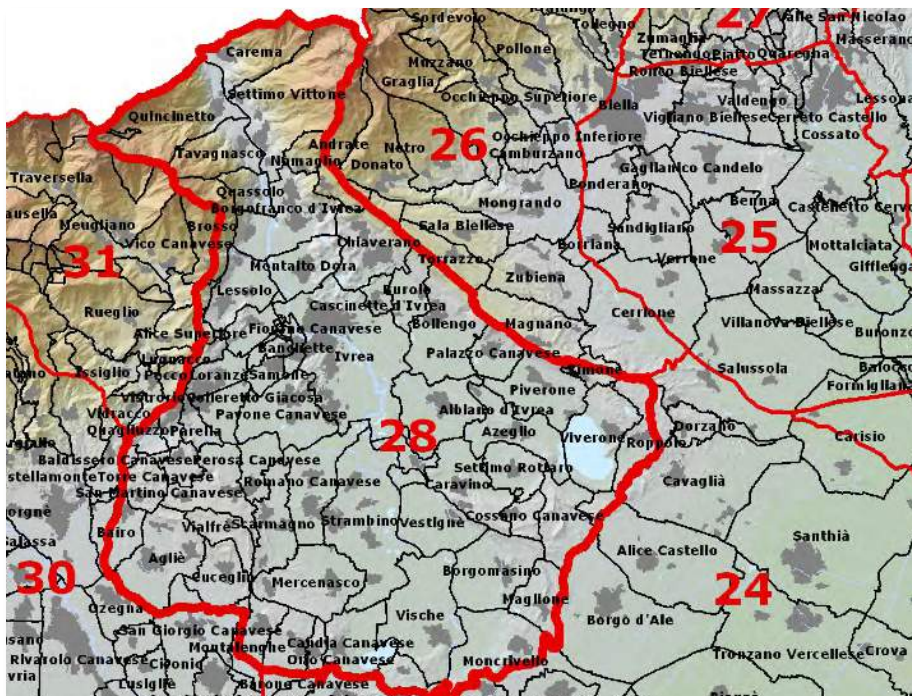 Sordevolo
Tollegno
Valle San Nicolao
27
Zumaglia
Masserano
Carema
Pollone
Ternengo
Piatto
Quaregna
Muzzano
Ronco Biellese
Graglia
Settimo Vittone
Occhieppo Superiore
Biella
Valdengo
Lessona
Quincinetto
Vigliano Biellese
Cerreto Castello
Cossato
Occhieppo Inferiore
26
Andrate
Netro
Camburzano
Tavagnasco
Nomaglio
Donato
Gaglianico
Candelo
Traversella
Quassolo
Ponderano
Borgofranco d'Ivrea
Mongrando
Benna
Castelletto Cervo
Meugliano
Brosso
Sala Biellese
Sandigliano
25
Vico Canavese
Chiaverano
Borriana
Mottalciata
31
Torrazzo
Verrone
Gifflenga
Montalto Dora
Zubiena
Lessolo
Burolo
Massazza
Cascinette d'Ivrea
Rueglio
Cerrione
Alice Superiore
Fiorano Canavese
Bollengo
Magnano
Villanova Biellese
Buronzo
Lugnacco
Banchette
Ivrea
Palazzo Canavese
Issiglio
Pecco
Loranzè
Samone
Zimone
Salussola
Balocco
Formigliana
Vistrorio
Colleretto Giacosa
Piverone
Vidracco
Pavone Canavese
Albiano d'Ivrea
Quagliuzzo
Parella
28
Azeglio
Viverone
Roppolo
Dorzano
Carisio
Baldissero Canavese
Perosa Canavese
Settimo Rottaro
Cavaglià
Castellamonte
Torre Canavese
Romano Canavese
Caravino
San Martino Canavese
Cossano Canavese
Bairo
Vialfrè
Scarmagno
Strambino
Vestignè
Santhià
Agliè
Alice Castello
Cuceglio
Mercenasco
Borgomasino
30
Maglione
24
Ozegna
Vische
Borgo d'Ale
San Giorgio Canavese
Montalenghe
Candia Canavese
Tronzano Vercellese
Crova
Rivarolo Canavese
Ciconio
Orio Canavese
Moncrivello
Lusigliè
Barone Canavese